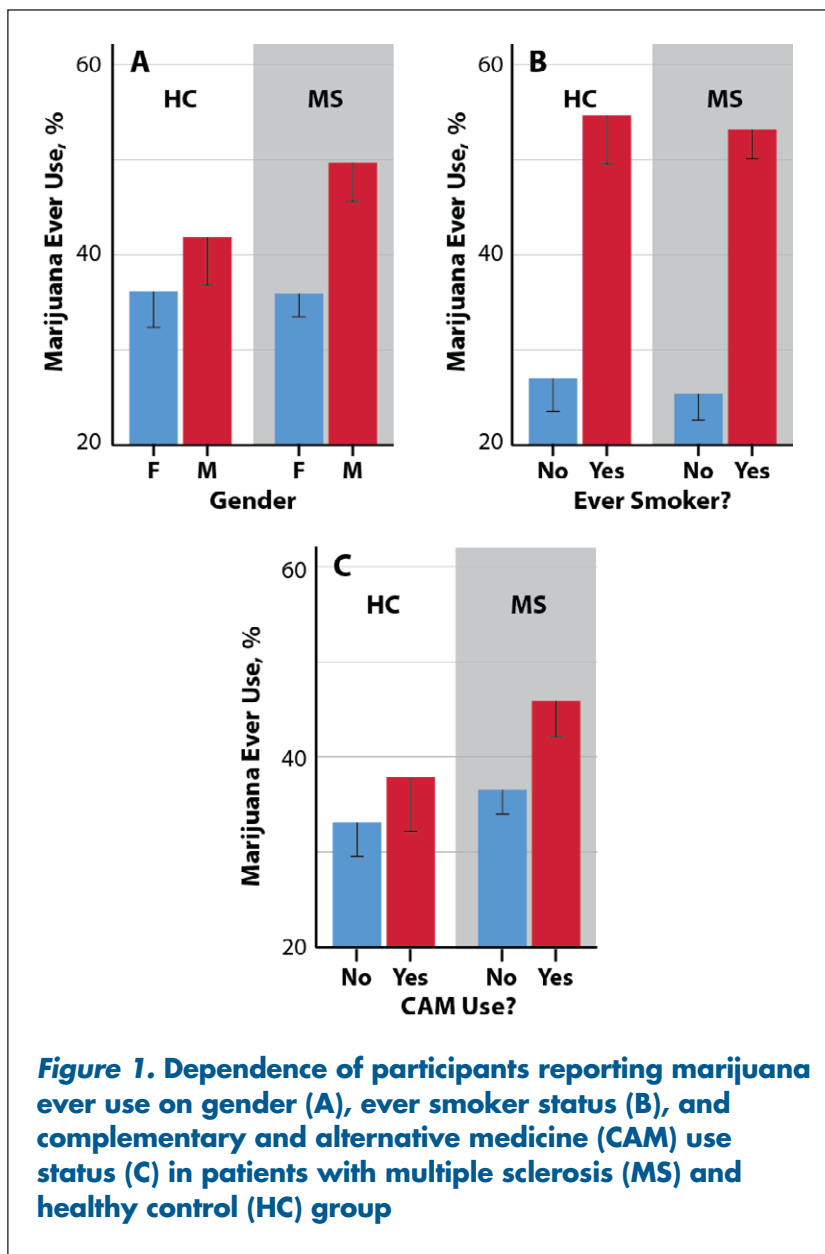 A
B
HC
MS
HC
MS
Marijuana Ever Use, %
60
40
20
Marijuana Ever Use, %
60
40
20
F M F M
Gender
No Yes No Yes
Ever Smoker?
C
HC
MS
Marijuana Ever Use, %
60
40
20
No Yes No Yes
CAM Use?
Figure 1. Dependence of participants reporting marijuana
ever use on gender (A), ever smoker status (B), and
complementary and alternative medicine (CAM) use
status (C) in patients with multiple sclerosis (MS) and
healthy control (HC) group